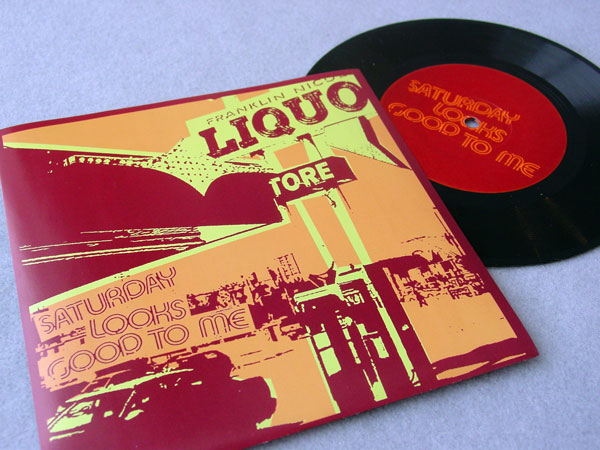 FRANKLIN NICO
LIQUO
TORE
SATURDAY
LOOKS
GOOD TO ME
SATURDAY
LOOKS
GOOD TO ME